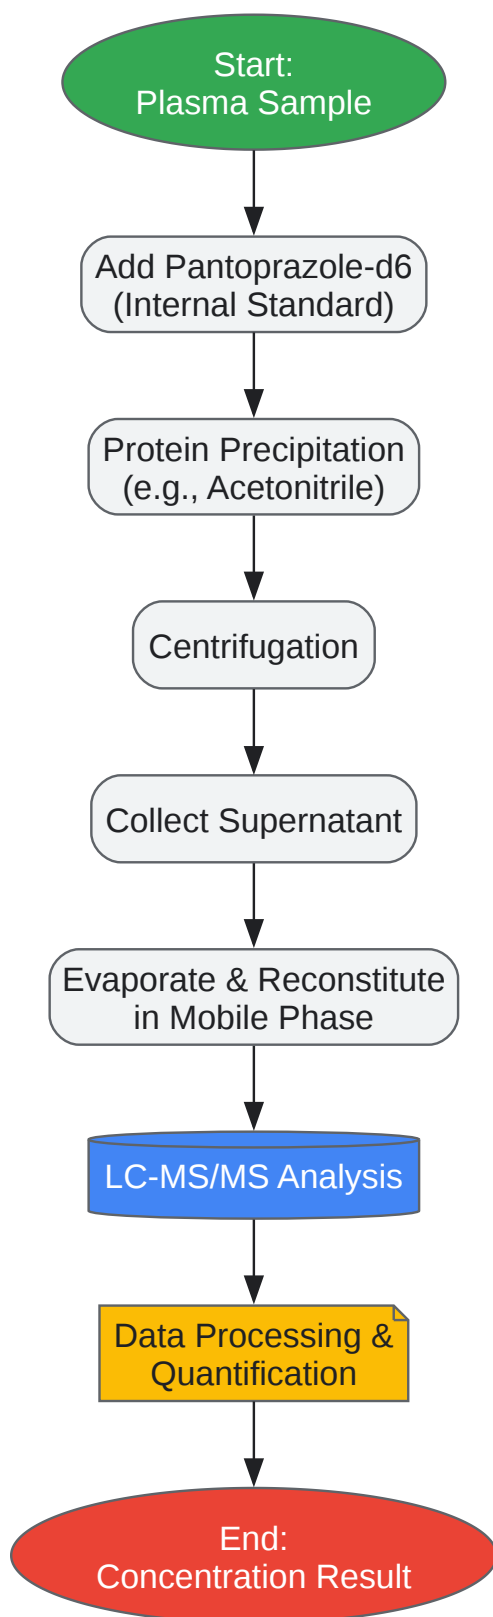 Start:
Plasma Sample
Add Pantoprazole-d6
(Internal Standard)
Protein Precipitation
(e.g., Acetonitrile)
Centrifugation
Collect Supernatant
Evaporate & Reconstitute
in Mobile Phase
LC-MS/MS Analysis
Data Processing &
Quantification
End:
Concentration Result